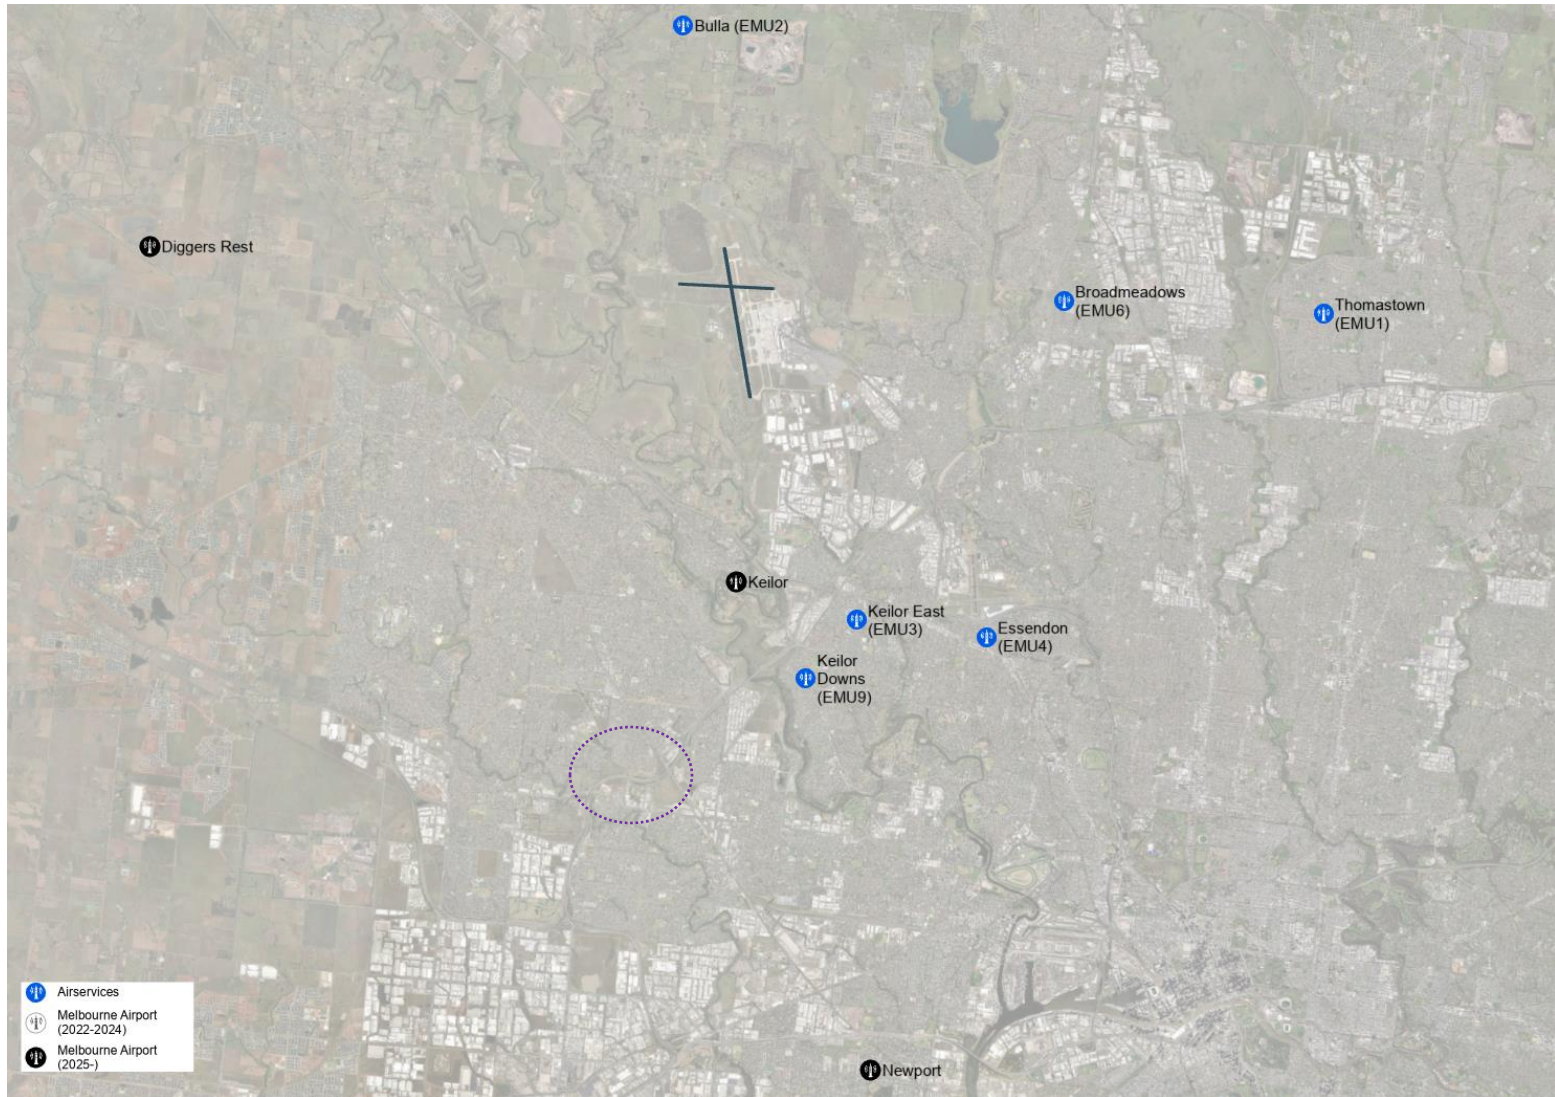 Bulla (EMU2)
Diggers Rest
Broadmeadows
(EMU6)
Thomastown
(EMU1)
Keilor
Keilor East
(EMU3)
Essendon
(EMU4)
Keilor
Downs
(EMU9)
Airservices
Melbourne Airport
(2022-2024)
Melbourne Airport
(2025-)
Newport